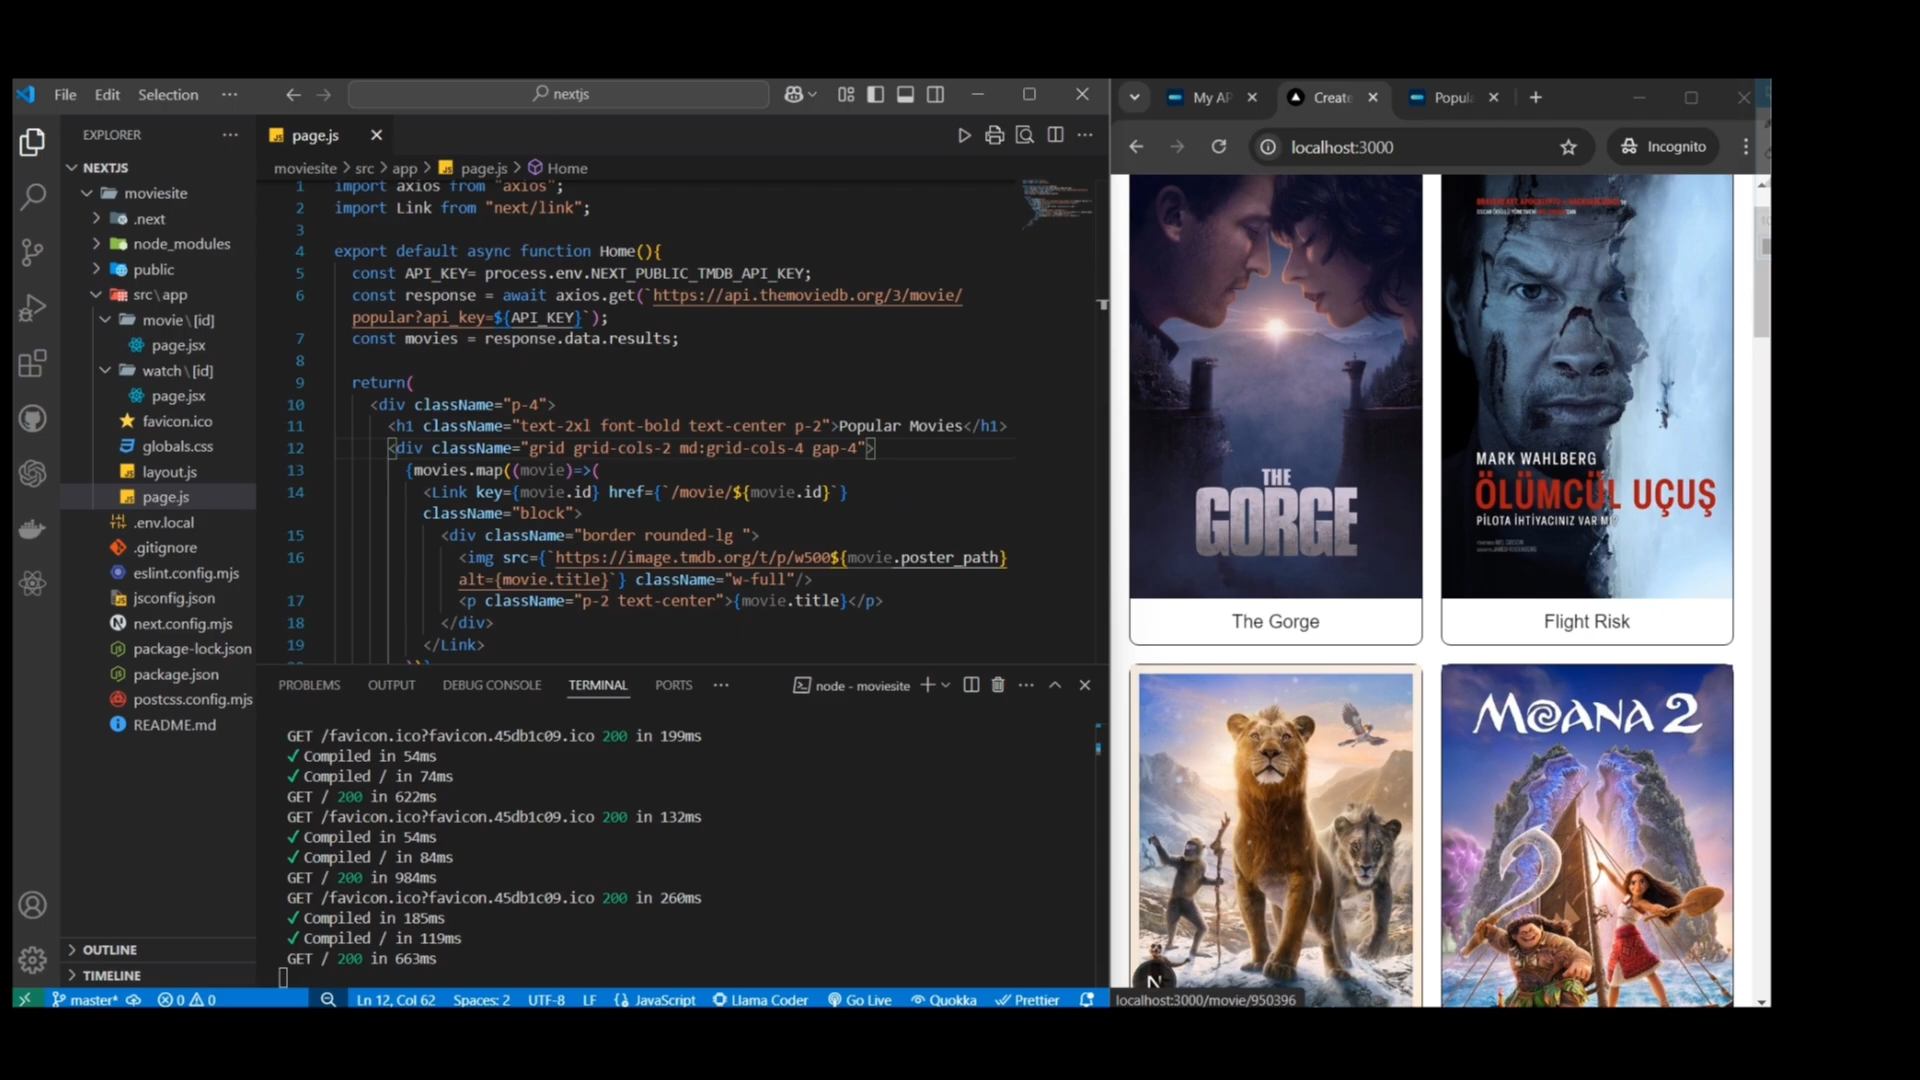 File Edit Selection ···
nextjs
EXPLORER
NEXTJS
moviesite
.next
node_modules
public
src\app
movie\[id]
page.jsx
watch\[id]
page.jsx
favicon.ico
globals.css
layout.js
page.js
.env.local
.gitignore
eslint.config.mjs
jsconfig.json
next.config.mjs
package-lock.json
package.json
postcss.config.mjs
README.md
OUTLINE
TIMELINE
page.js
moviesite > src > app > page.js > Home
1 import axios from "axios";
2 import Link from "next/link";
3
4 export default async function Home(){
5 const API_KEY= process.env.NEXT_PUBLIC_TMDB_API_KEY;
6 const response = await axios.get(`https://api.themoviedb.org/3/movie/
popular?api_key=${API_KEY}`);
7 const movies = response.data.results;
8
9 return(
10 <div className="p-4">
11 <h1 className="text-2xl font-bold text-center p-2">Popular Movies</h1>
12 <div className="grid grid-cols-2 md:grid-cols-4 gap-4">
13 {movies.map((movie)=>(
14 <Link key={movie.id} href={`/movie/${movie.id}`}
className="block">
15 <div className="border rounded-lg ">
16 <img src={`https://image.tmdb.org/t/p/w500${movie.poster_path}
alt={movie.title}`} className="w-full"/>
17 <p className="p-2 text-center">{movie.title}</p>
18 </div>
19 </Link>
PROBLEMS OUTPUT DEBUG CONSOLE TERMINAL PORTS ···
node - moviesite
GET /favicon.ico?favicon.45db1c09.ico 200 in 199ms
✓ Compiled in 54ms
✓ Compiled / in 74ms
GET / 200 in 622ms
GET /favicon.ico?favicon.45db1c09.ico 200 in 132ms
✓ Compiled in 54ms
✓ Compiled / in 84ms
GET / 200 in 984ms
GET /favicon.ico?favicon.45db1c09.ico 200 in 260ms
✓ Compiled in 185ms
✓ Compiled / in 119ms
GET / 200 in 663ms
master* 0 0 Ln 12, Col 62 Spaces: 2 UTF-8 LF {} JavaScript Llama Coder Go Live Quokka Prettier
My AP Create Popula
localhost:3000
Incognito
THE
GORGE
The Gorge
MARK WAHLBERG
ÖLÜMCÜL UÇUŞ
PİLOTA İHTİYACINIZ VAR MI?
Flight Risk
MOANA 2
N
localhost:3000/movie/950396